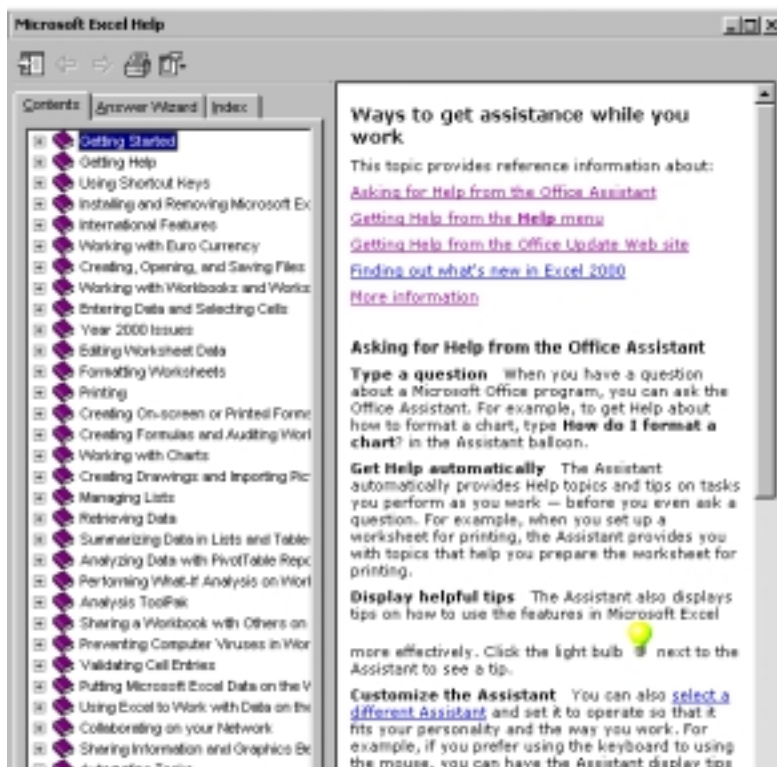 Microsoft Excel Help
Contents Answer Wizard Index
Getting Started
Getting Help
Using Shortcut Keys
Installing and Removing Microsoft Ex
International Features
Working with Euro Currency
Creating, Opening, and Saving Files
Working with Workbooks and Works
Entering Data and Selecting Cells
Year 2000 Issues
Editing Worksheet Data
Formatting Worksheets
Printing
Creating On-screen or Printed Forms
Creating Formulas and Auditing Worl
Working with Charts
Creating Drawings and Importing Pic
Managing Lists
Retrieving Data
Summarizing Data in Lists and Table
Analyzing Data with PivotTable Repo
Performing What-If Analysis on Worl
Analysis ToolPak
Sharing a Workbook with Others on
Preventing Computer Viruses in Wor
Validating Cell Entries
Putting Microsoft Excel Data on the W
Using Excel to Work with Data on the
Collaborating on your Network
Sharing Information and Graphics Be
Automating Tasks
Ways to get assistance while you
work
This topic provides reference information about:
Asking for Help from the Office Assistant
Getting Help from the Help menu
Getting Help from the Office Update Web site
Finding out what's new in Excel 2000
More information
Asking for Help from the Office Assistant
Type a question When you have a question
about a Microsoft Office program, you can ask the
Office Assistant. For example, to get Help about
how to format a chart, type How do I format a
chart? in the Assistant balloon.
Get Help automatically The Assistant
automatically provides Help topics and tips on tasks
you perform as you work — before you even ask a
question. For example, when you set up a
worksheet for printing, the Assistant provides you
with topics that help you prepare the worksheet for
printing.
Display helpful tips The Assistant also displays
tips on how to use the features in Microsoft Excel
more effectively. Click the light bulb next to the
Assistant to see a tip.
Customize the Assistant You can also select a
different Assistant and set it to operate so that it
fits your personality and the way you work. For
example, if you prefer using the keyboard to using
the mouse, you can have the Assistant display tips